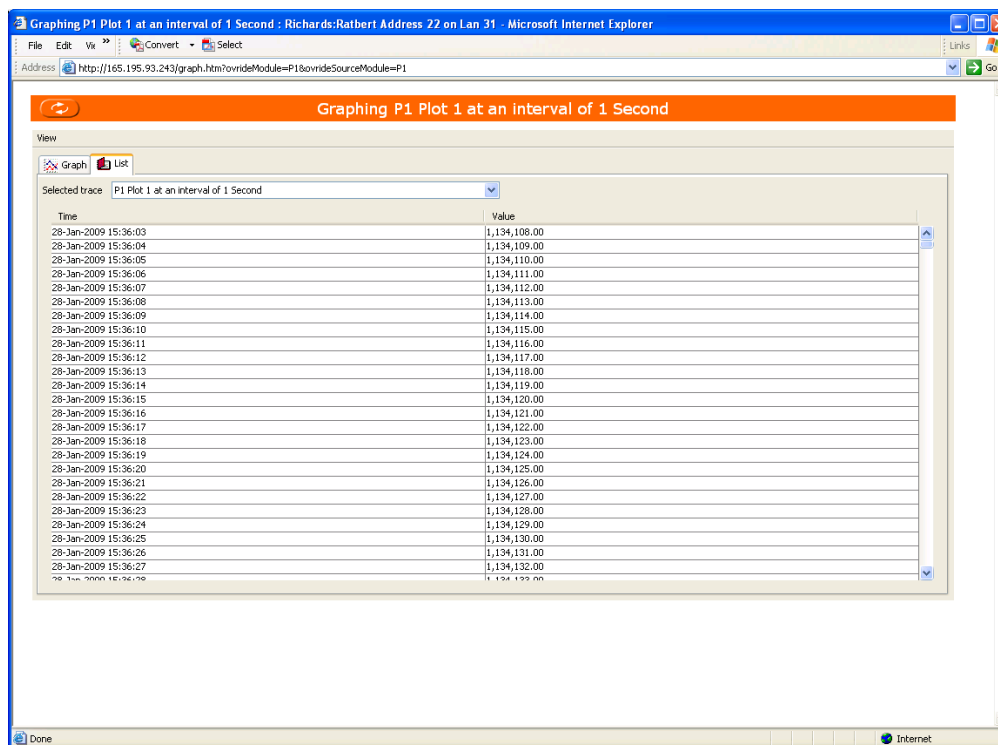 Graphing P1 Plot 1 at an interval of 1 Second : Richards:Ratbert Address 22 on Lan 31 - Microsoft Internet Explorer
File Edit Vi » Convert Select Links
Address http://165.195.93.243/graph.htm?ovrideModule=P1&ovrideSourceModule=P1 Go
Graphing P1 Plot 1 at an interval of 1 Second
View
Graph List
Selected trace P1 Plot 1 at an interval of 1 Second
Time Value
28-Jan-2009 15:36:03 1,134,108.00
28-Jan-2009 15:36:04 1,134,109.00
28-Jan-2009 15:36:05 1,134,110.00
28-Jan-2009 15:36:06 1,134,111.00
28-Jan-2009 15:36:07 1,134,112.00
28-Jan-2009 15:36:08 1,134,113.00
28-Jan-2009 15:36:09 1,134,114.00
28-Jan-2009 15:36:10 1,134,115.00
28-Jan-2009 15:36:11 1,134,116.00
28-Jan-2009 15:36:12 1,134,117.00
28-Jan-2009 15:36:13 1,134,118.00
28-Jan-2009 15:36:14 1,134,119.00
28-Jan-2009 15:36:15 1,134,120.00
28-Jan-2009 15:36:16 1,134,121.00
28-Jan-2009 15:36:17 1,134,122.00
28-Jan-2009 15:36:18 1,134,123.00
28-Jan-2009 15:36:19 1,134,124.00
28-Jan-2009 15:36:20 1,134,125.00
28-Jan-2009 15:36:21 1,134,126.00
28-Jan-2009 15:36:22 1,134,127.00
28-Jan-2009 15:36:23 1,134,128.00
28-Jan-2009 15:36:24 1,134,129.00
28-Jan-2009 15:36:25 1,134,130.00
28-Jan-2009 15:36:26 1,134,131.00
28-Jan-2009 15:36:27 1,134,132.00
28-Jan-2009 15:36:28 1,134,133.00
Done Internet